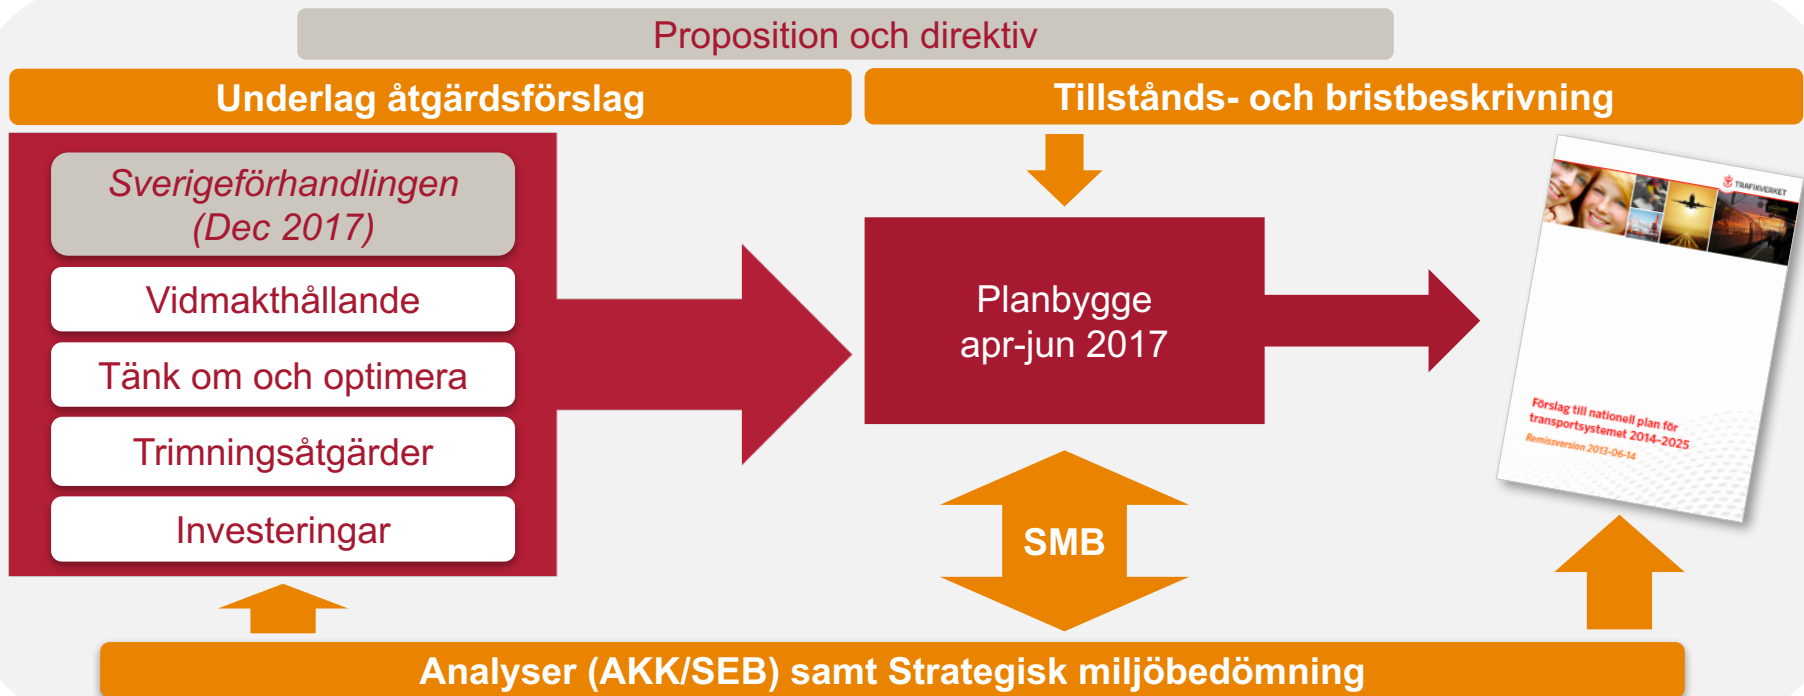 Proposition och direktiv
Underlag åtgärdsförslag
Tillstånds- och bristbeskrivning
Sverigeförhandlingen
(Dec 2017)
Vidmakthållande
Tänk om och optimera
Trimningsåtgärder
Investeringar
Planbygge
apr-jun 2017
TRAFIKVERKET
Förslag till nationell plan för
transportsystemet 2014–2025
Remissversion 2013-06-14
SMB
Analyser (AKK/SEB) samt Strategisk miljöbedömning